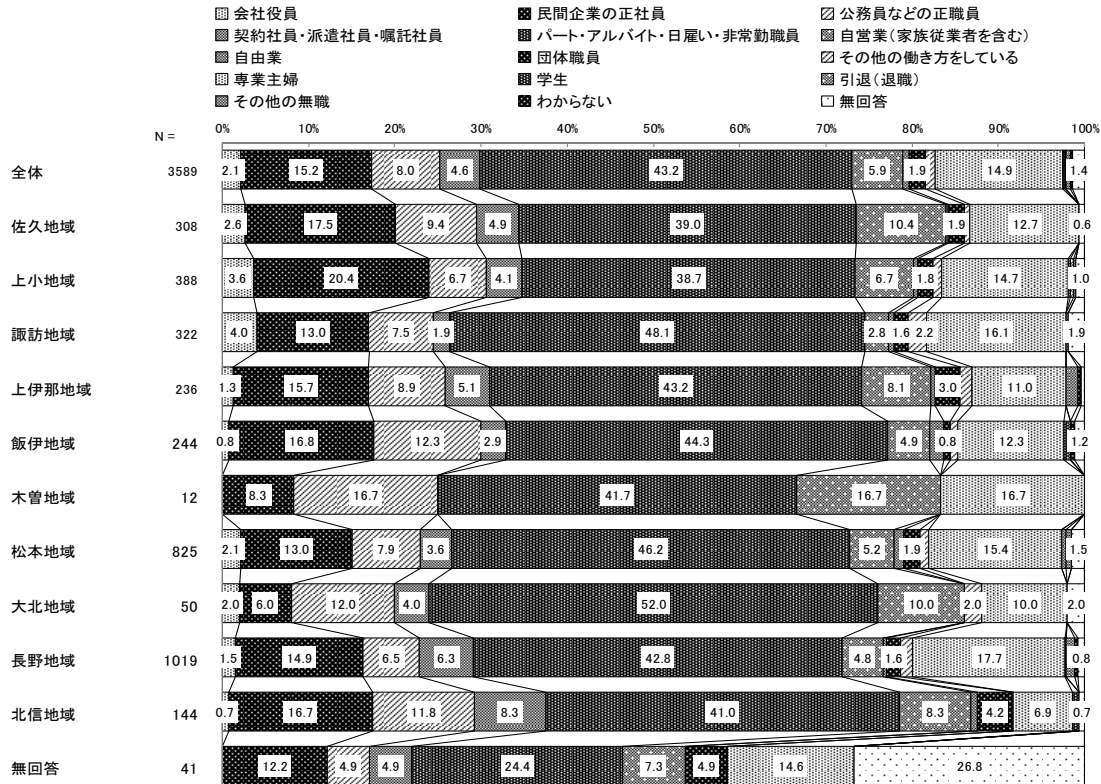 会社役員 民間企業の正社員 公務員などの正職員
契約社員・派遣社員・嘱託社員 パート・アルバイト・日雇い・非常勤職員 自営業(家族従業者を含む)
自由業 団体職員 その他の働き方をしている
専業主婦 学生 引退(退職)
その他の無職 わからない 無回答
N = 0% 10% 20% 30% 40% 50% 60% 70% 80% 90% 100%
全体 3589 2.1 15.2 8.0 4.6 43.2 5.9 1.9 14.9 1.4
佐久地域 308 2.6 17.5 9.4 4.9 39.0 10.4 1.9 12.7 0.6
上小地域 388 3.6 20.4 6.7 4.1 38.7 6.7 1.8 14.7 1.0
諏訪地域 322 4.0 13.0 7.5 1.9 48.1 2.8 1.6 2.2 16.1 1.9
上伊那地域 236 1.3 15.7 8.9 5.1 43.2 8.1 3.0 11.0
飯伊地域 244 0.8 16.8 12.3 2.9 44.3 4.9 0.8 12.3 1.2
木曽地域 12 8.3 16.7 41.7 16.7 16.7
松本地域 825 2.1 13.0 7.9 3.6 46.2 5.2 1.9 15.4 1.5
大北地域 50 2.0 6.0 12.0 4.0 52.0 10.0 2.0 10.0 2.0
長野地域 1019 1.5 14.9 6.5 6.3 42.8 4.8 1.6 17.7 0.8
北信地域 144 0.7 16.7 11.8 8.3 41.0 8.3 4.2 6.9 0.7
無回答 41 12.2 4.9 4.9 24.4 7.3 4.9 14.6 26.8